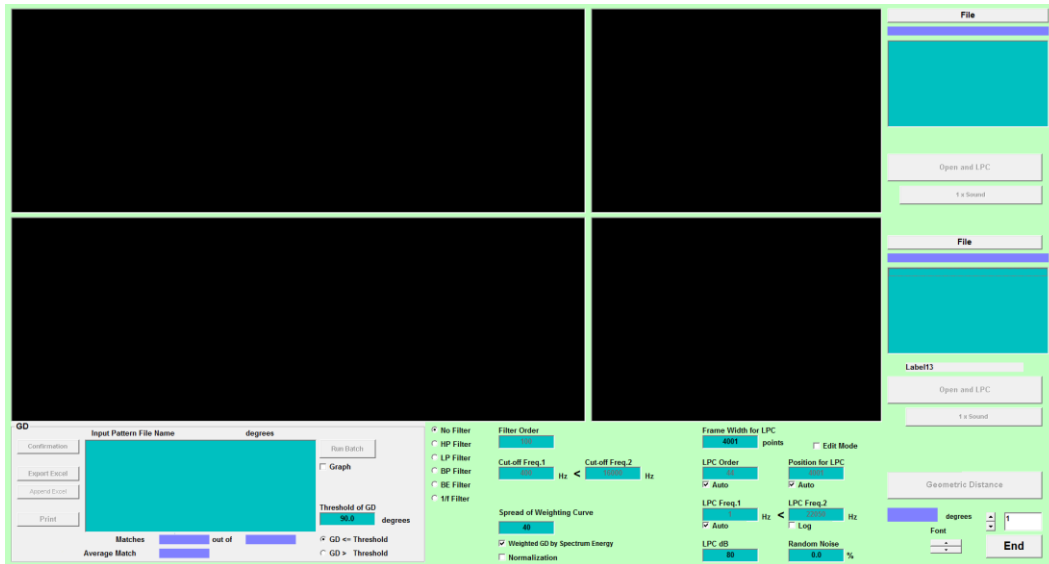 File
Open and LPC
1 x Sound
File
Label13
Open and LPC
1 x Sound
GD
Input Pattern File Name degrees
Confirmation
Export Excel
Append Excel
Print
Run Batch
Graph
Threshold of GD
90.0 degrees
Matches out of
Average Match
GD <= Threshold
GD > Threshold
No Filter
HP Filter
LP Filter
BP Filter
BE Filter
1/f Filter
Filter Order
100
Cut-off Freq.1 Cut-off Freq.2
Hz < Hz
Spread of Weighting Curve
40
Weighted GD by Spectrum Energy
Normalization
Frame Width for LPC
4001 points
Edit Mode
LPC Order Position for LPC
Auto Auto
LPC Freq.1 LPC Freq.2
1 Hz < 22050 Hz
Auto Log
LPC dB Random Noise
80 0.0 %
Geometric Distance
degrees
1
Font
End